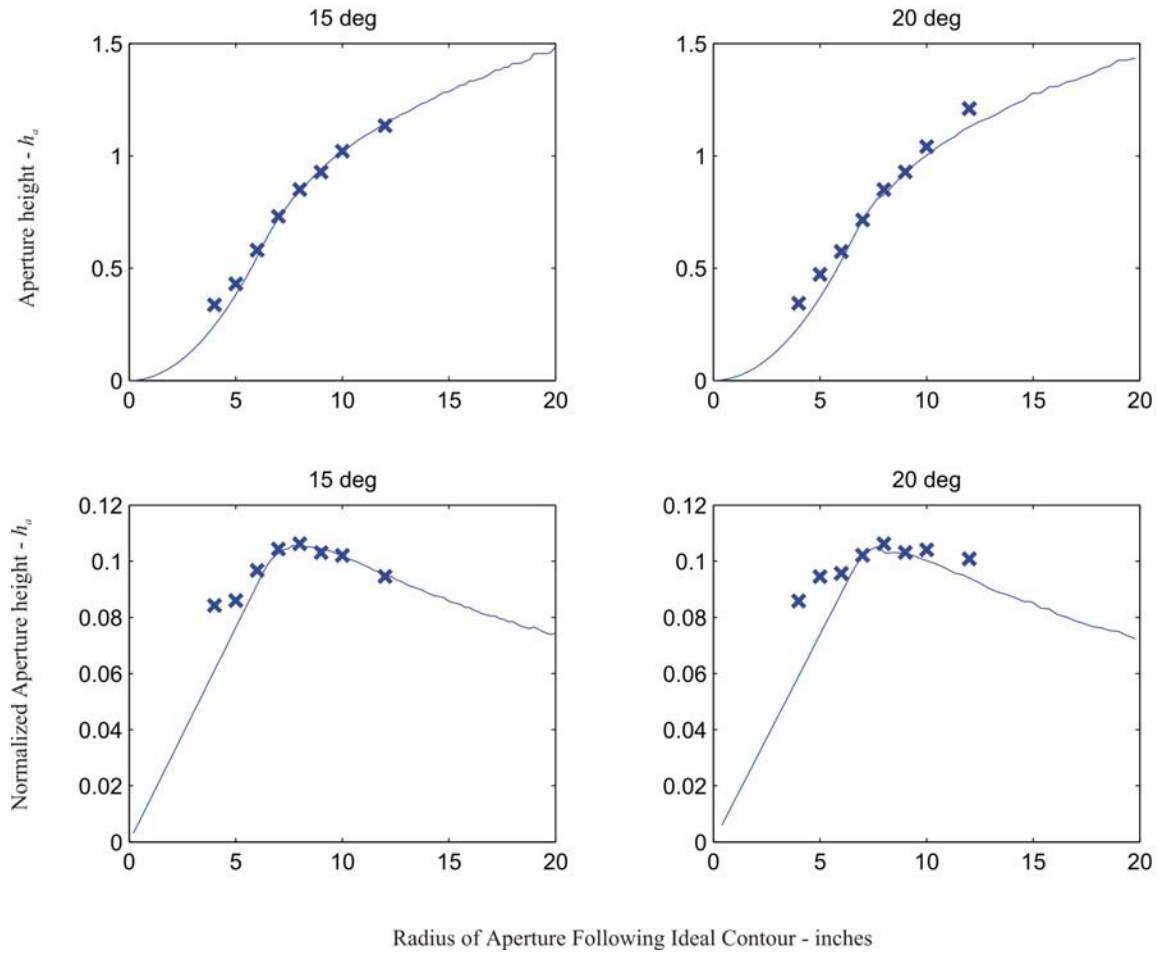 15 deg
20 deg
Aperture height - hₐ
1.5
1
0.5
0
0 5 10 15 20
1.5
1
0.5
0
0 5 10 15 20
15 deg
20 deg
Normalized Aperture height - hₐ
0.12
0.1
0.08
0.06
0.04
0.02
0
0 5 10 15 20
0.12
0.1
0.08
0.06
0.04
0.02
0
0 5 10 15 20
Radius of Aperture Following Ideal Contour - inches